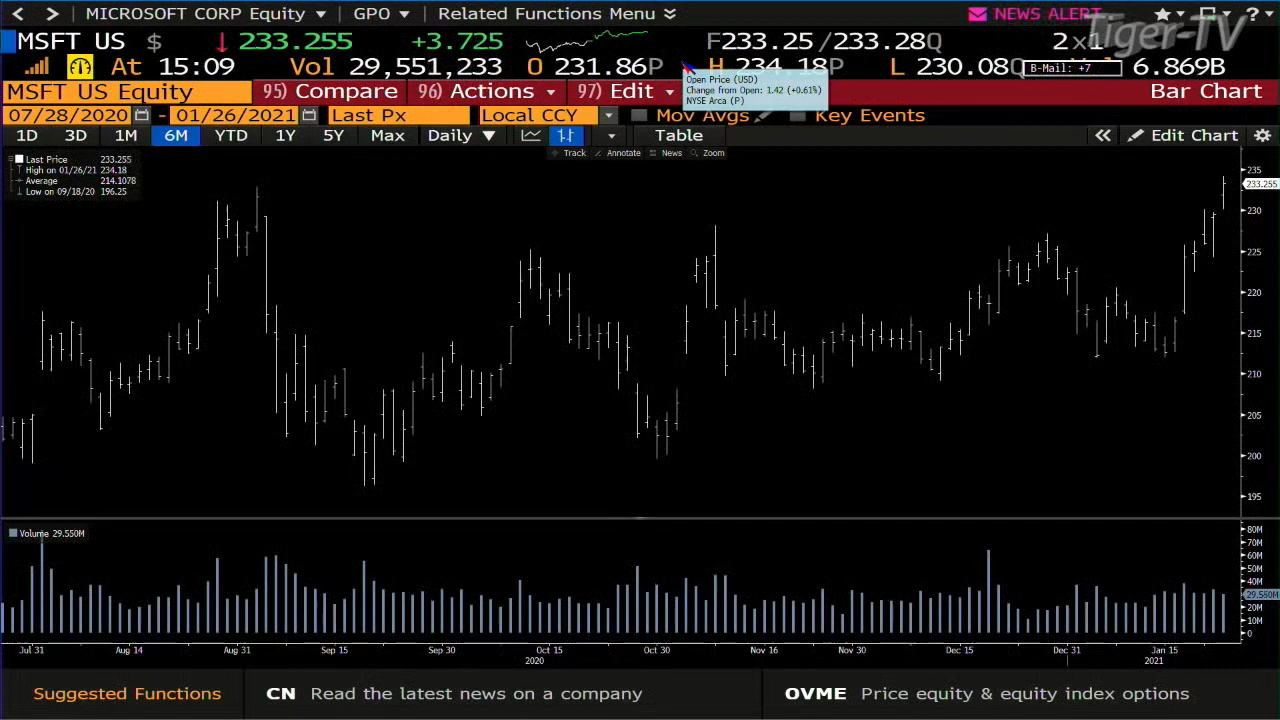 MICROSOFT CORP Equity GPO Related Functions Menu NEWS ALERT ?
Tiger-TV
MSFT US $ 233.255 +3.725 F233.25/233.28Q 2x1
At 15:09 Vol 29,551,233 O 231.86P H 234.18P L 230.08Q 6.869B
B-Mail: +7
Open Price (USD)
Change from Open: 1.42 (+0.61%)
NYSE Arca (P)
MSFT US Equity 95) Compare 96) Actions 97) Edit Bar Chart
07/28/2020 - 01/26/2021 Last Px Local CCY Mov Avgs Key Events
1D 3D 1M 6M YTD 1Y 5Y Max Daily Table Edit Chart
Track Annotate News Zoom
Last Price 233.255
High on 01/26/21 234.18
Average 214.1078
Low on 09/18/20 196.25
235
233.255
230
225
220
215
210
205
200
195
Volume 29.550M
80M
70M
60M
50M
40M
29.550M
20M
10M
0
Jul 31 Aug 14 Aug 31 Sep 15 Sep 30 Oct 15 Oct 30 Nov 16 Nov 30 Dec 15 Dec 31 Jan 15
2020 2021
Suggested Functions CN Read the latest news on a company OVME Price equity & equity index options